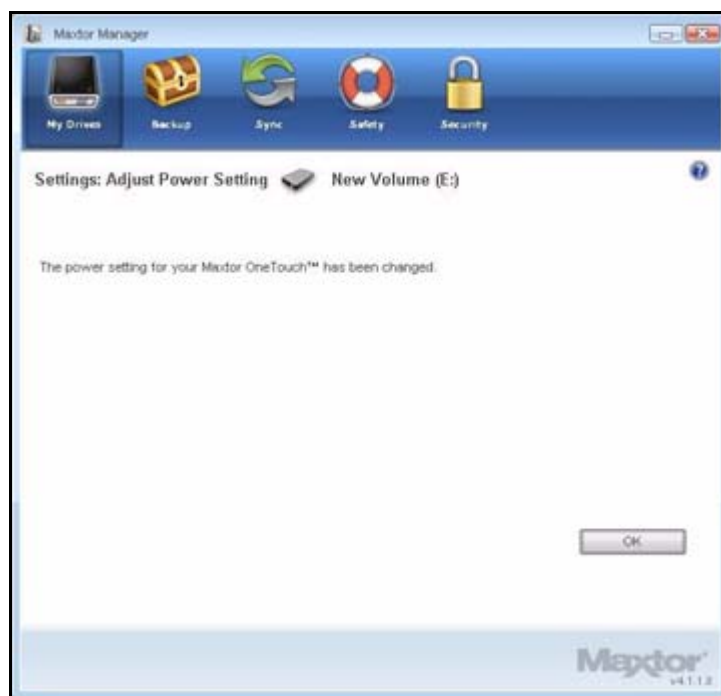 Maxtor Manager
My Drives Backup Sync Safety Security
Settings: Adjust Power Setting New Volume (E:)
The power setting for your Maxtor OneTouch™ has been changed.
OK
Maxtor
v4.1.1.2